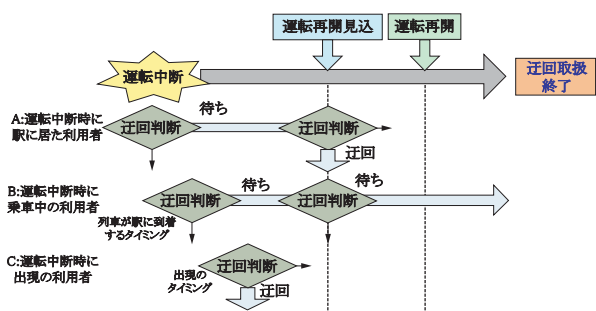 運転再開見込
運転再開
運転中断
迂回取扱
終了
A:運転中断時に
駅に居た利用者
迂回判断
待ち
迂回判断
迂回
B:運転中断時に
乗車中の利用者
迂回判断
待ち
迂回判断
待ち
列車が駅に到着
するタイミング
C:運転中断時に
出現の利用者
出現の
タイミング
迂回判断
迂回